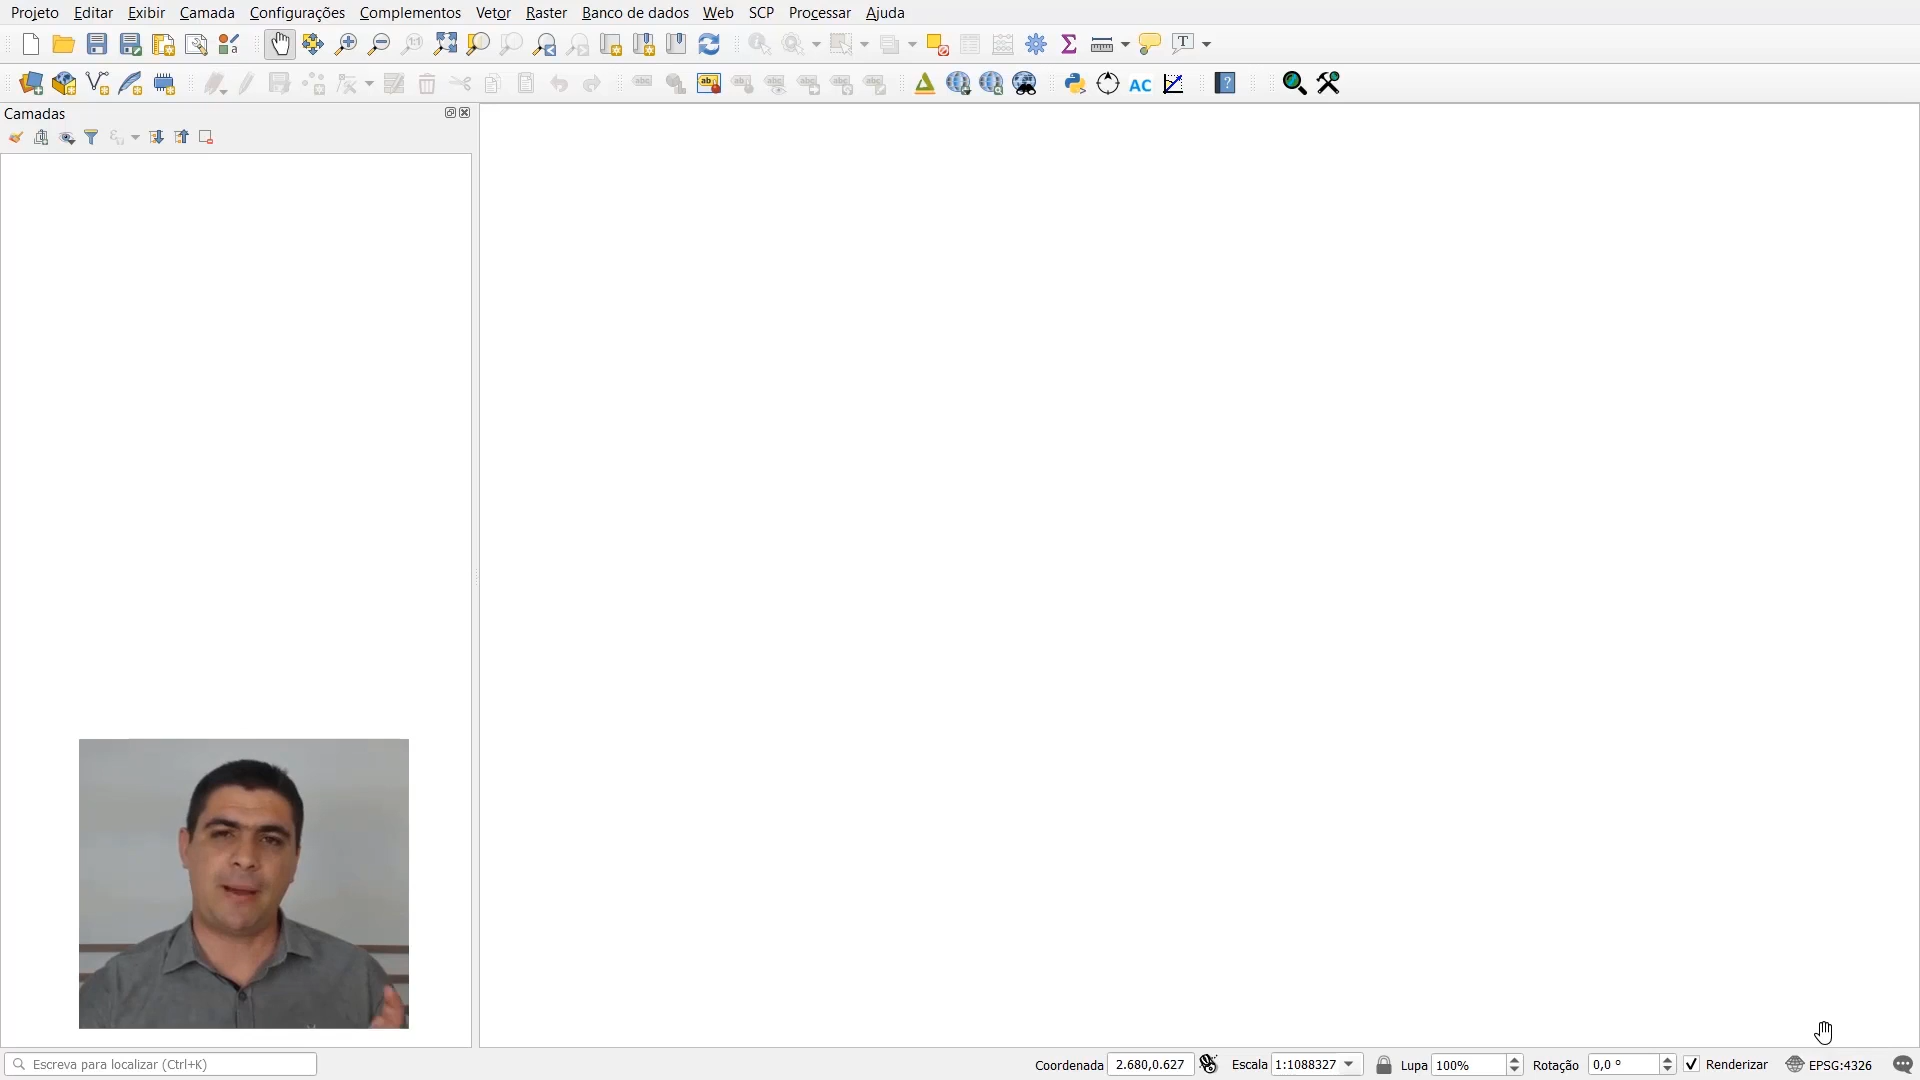 Projeto Editar Exibir Camada Configurações Complementos Vetor Raster Banco de dados Web SCP Processar Ajuda
AC
Camadas
Escreva para localizar (Ctrl+K) Coordenada 2.680,0.627 Escala 1:1088327 Lupa 100% Rotação 0,0 ° Renderizar EPSG:4326